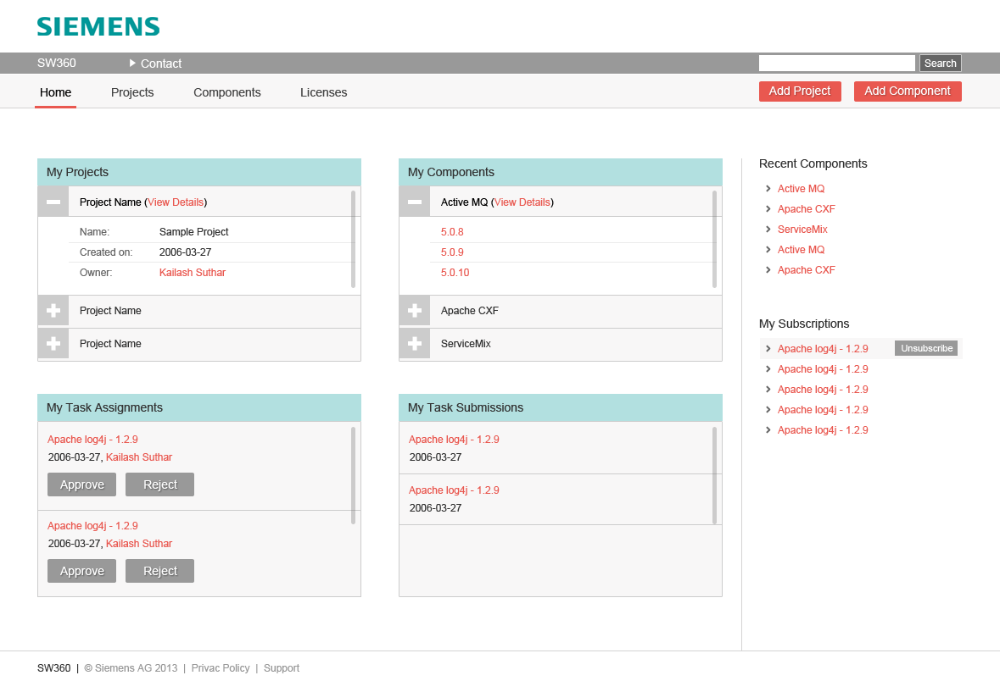 SIEMENS
SW360 Contact Search
Home Projects Components Licenses Add Project Add Component
My Projects
Project Name (View Details)
Name: Sample Project
Created on: 2006-03-27
Owner: Kailash Suthar
Project Name
Project Name
My Components
Active MQ (View Details)
5.0.8
5.0.9
5.0.10
Apache CXF
ServiceMix
My Task Assignments
Apache log4j - 1.2.9
2006-03-27, Kailash Suthar
Approve Reject
Apache log4j - 1.2.9
2006-03-27, Kailash Suthar
Approve Reject
My Task Submissions
Apache log4j - 1.2.9
2006-03-27
Apache log4j - 1.2.9
2006-03-27
Recent Components
Active MQ
Apache CXF
ServiceMix
Active MQ
Apache CXF
My Subscriptions
Apache log4j - 1.2.9 Unsubscribe
Apache log4j - 1.2.9
Apache log4j - 1.2.9
Apache log4j - 1.2.9
Apache log4j - 1.2.9
SW360 | © Siemens AG 2013 | Privac Policy | Support